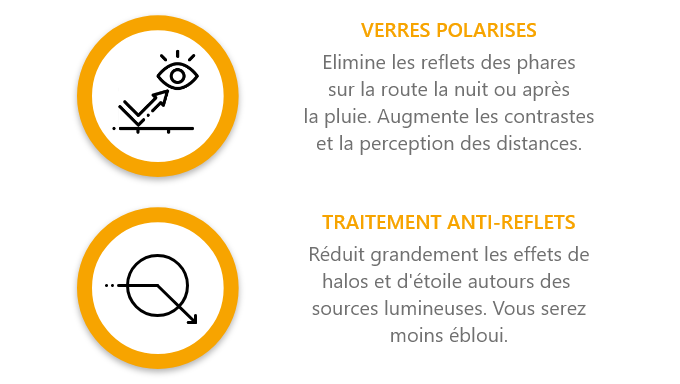 VERRES POLARISES
Elimine les reflets des phares
sur la route la nuit ou après
la pluie. Augmente les contrastes
et la perception des distances.
TRAITEMENT ANTI-REFLETS
Réduit grandement les effets de
halos et d'étoile autours des
sources lumineuses. Vous serez
moins ébloui.